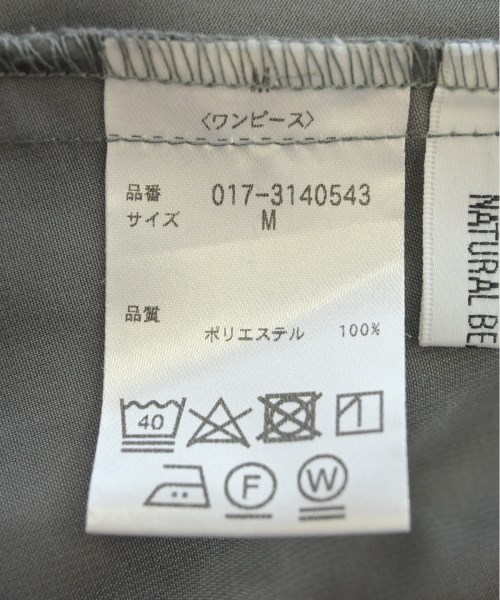 〈ワンピース〉
品番 017-3140543
サイズ M
品質
ポリエステル 100%
40
F W
NATURAL BE